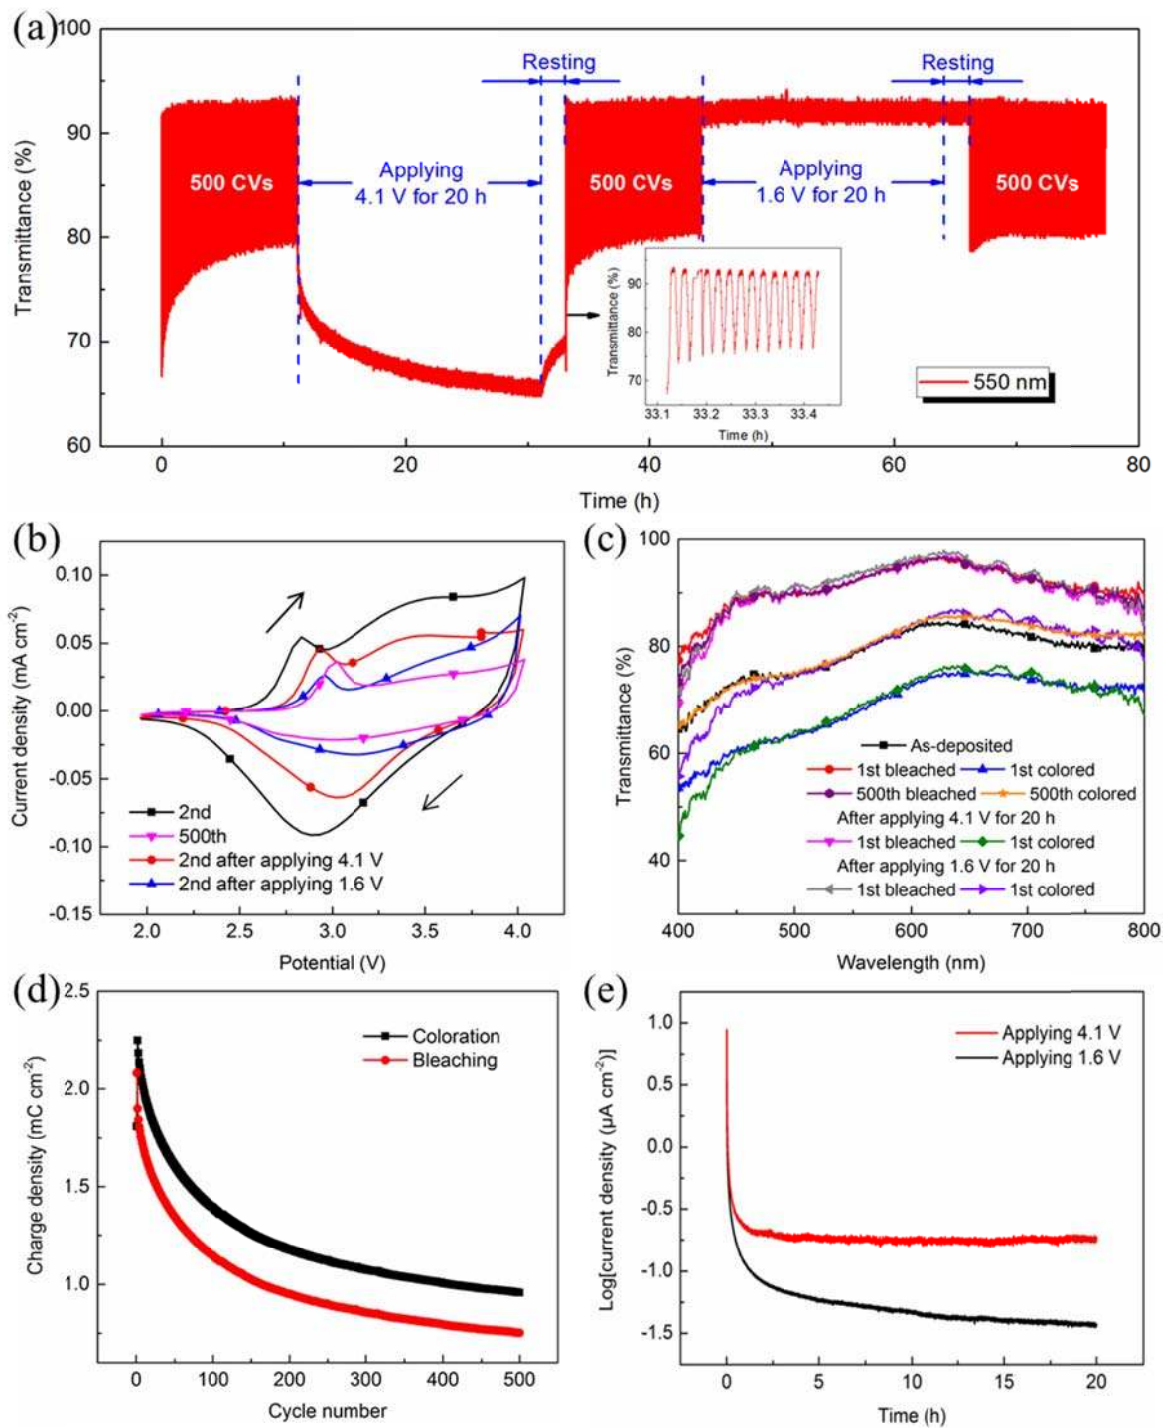 (a)
100
90
80
70
60
Transmittance (%)
Resting
Resting
500 CVs
Applying
4.1 V for 20 h
500 CVs
Applying
1.6 V for 20 h
500 CVs
Transmittance (%)
90
80
70
33.1 33.2 33.3 33.4
Time (h)
550 nm
0 20 40 60 80
Time (h)
(b)
Current density (mA cm-2)
0.10
0.05
0.00
-0.05
-0.10
-0.15
2nd
500th
2nd after applying 4.1 V
2nd after applying 1.6 V
2.0 2.5 3.0 3.5 4.0
Potential (V)
(c)
Transmittance (%)
100
80
60
40
As-deposited
1st bleached 1st colored
500th bleached 500th colored
After applying 4.1 V for 20 h
1st bleached 1st colored
After applying 1.6 V for 20 h
1st bleached 1st colored
400 500 600 700 800
Wavelength (nm)
(d)
Charge density (mC cm-2)
2.5
2.0
1.5
1.0
Coloration
Bleaching
0 100 200 300 400 500
Cycle number
(e)
Log[current density (µA cm-2)]
1.0
0.5
0.0
-0.5
-1.0
-1.5
Applying 4.1 V
Applying 1.6 V
0 5 10 15 20
Time (h)